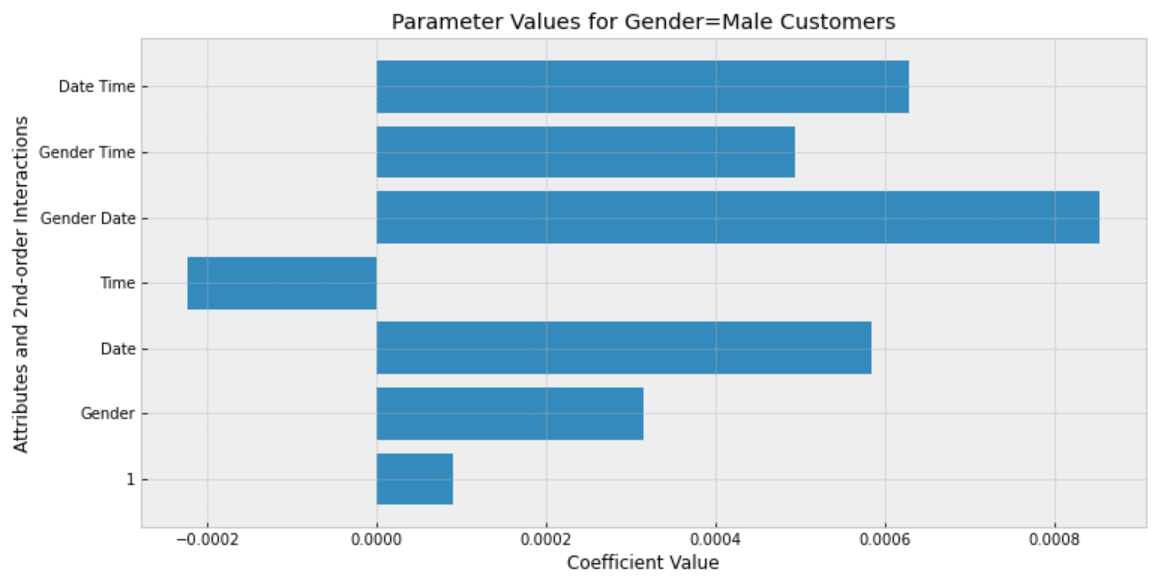 Parameter Values for Gender=Male Customers
Attributes and 2nd-order Interactions
Date Time
Gender Time
Gender Date
Time
Date
Gender
1
−0.0002 0.0000 0.0002 0.0004 0.0006 0.0008
Coefficient Value